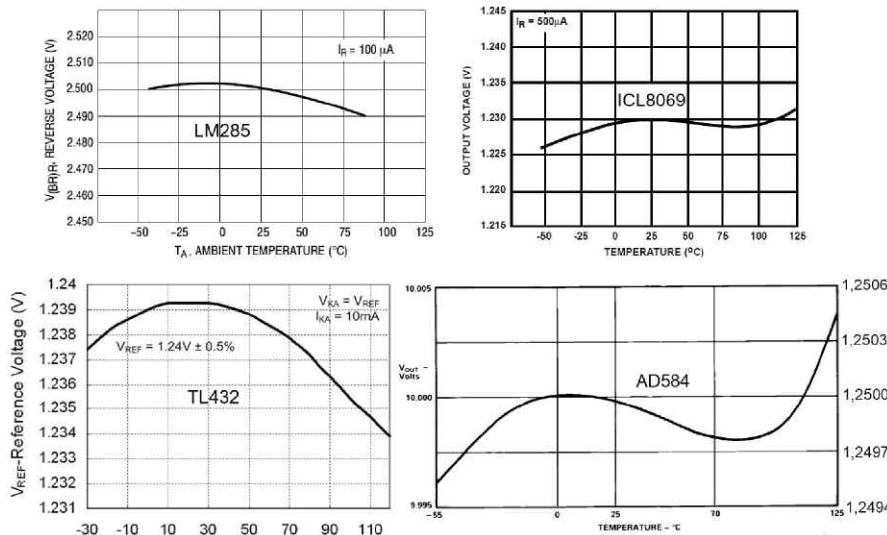 2.520
2.510
2.500
2.490
2.480
2.470
2.460
2.450
V(BR)R, REVERSE VOLTAGE (V)
IR = 100 µA
LM285
-50 -25 0 25 50 75 100 125
TA, AMBIENT TEMPERATURE (°C)
1.245
1.240
1.235
1.230
1.225
1.220
1.216
OUTPUT VOLTAGE (V)
IR = 500µA
ICL8069
-50 -25 0 25 50 75 100 125
TEMPERATURE (°C)
1.24
1.239
1.238
1.237
1.236
1.235
1.234
1.233
1.232
1.231
VREF-Reference Voltage (V)
VKA = VREF
IKA = 10mA
VREF = 1.24V ± 0.5%
TL432
-30 -10 10 30 50 70 90 110
10.005
VOUT –
Volts
10.000
9.995
AD584
1,2506
1,2503
1,2500
1,2497
1,2494
–55 0 25 70 125
TEMPERATURE – °C